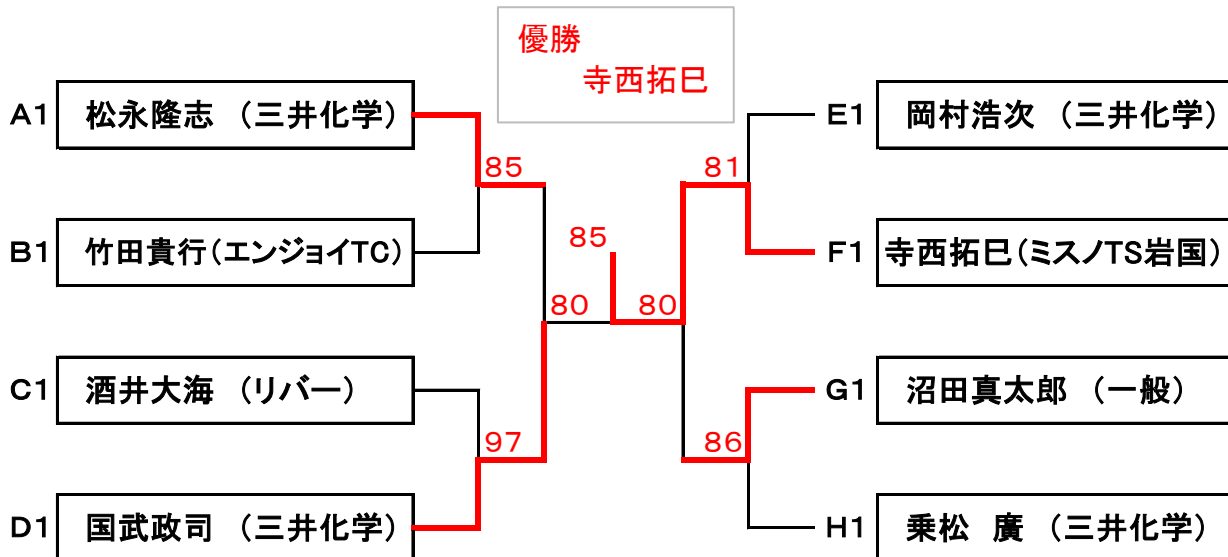 優勝
寺西拓巳
A1 松永隆志 （三井化学）
E1 岡村浩次 （三井化学）
85
81
B1 竹田貴行（エンジョイTC）
85
F1 寺西拓巳（ミスノTS岩国）
80
80
C1 酒井大海 （リバー）
G1 沼田真太郎 （一般）
97
86
D1 国武政司 （三井化学）
H1 乗松 廣 （三井化学）